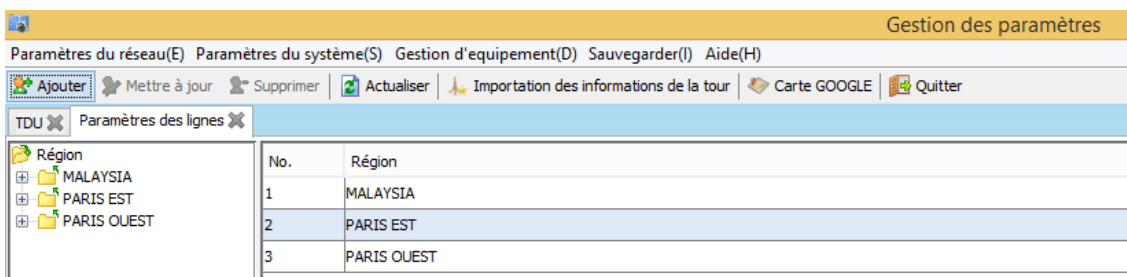 Gestion des paramètres
Paramètres du réseau(E) Paramètres du système(S) Gestion d'equipement(D) Sauvegarder(I) Aide(H)
Ajouter Mettre à jour Supprimer Actualiser Importation des informations de la tour Carte GOOGLE Quitter
TDU Paramètres des lignes
Région
MALAYSIA
PARIS EST
PARIS OUEST
No. Région
1 MALAYSIA
2 PARIS EST
3 PARIS OUEST